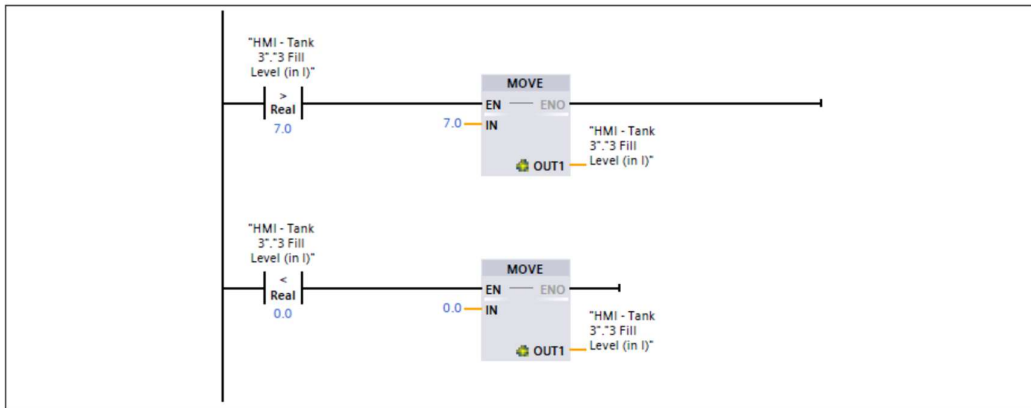 "HMI - Tank
3"."3 Fill
Level (in l)"
>
Real
7.0
MOVE
EN
ENO
7.0
IN
OUT1
"HMI - Tank
3"."3 Fill
Level (in l)"
"HMI - Tank
3"."3 Fill
Level (in l)"
<
Real
0.0
MOVE
EN
ENO
0.0
IN
OUT1
"HMI - Tank
3"."3 Fill
Level (in l)"